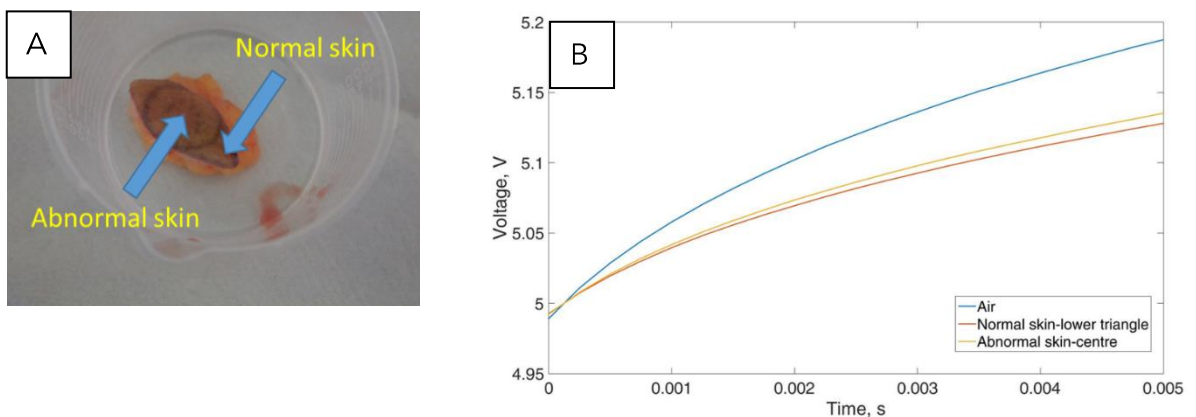 A
Normal skin
Abnormal skin
B
5.2
5.15
5.1
5.05
5
4.95
Voltage, V
0
0.001
0.002
0.003
0.004
0.005
Time, s
Air
Normal skin-lower triangle
Abnormal skin-centre